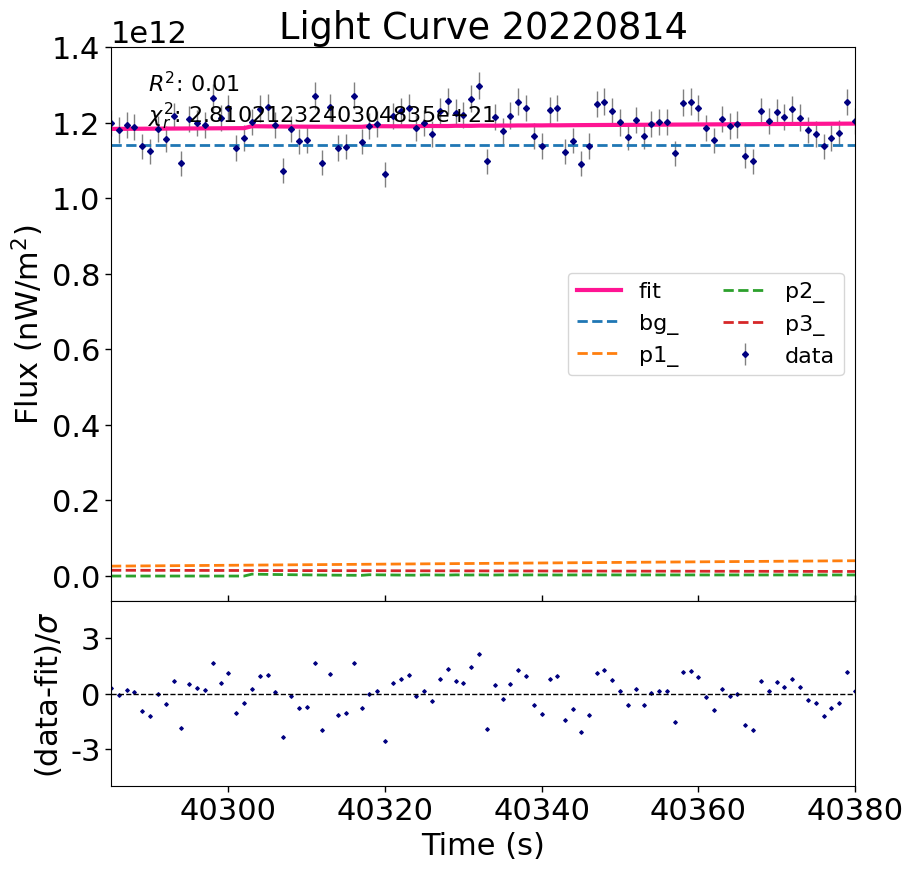 Light Curve 20220814
1e12
R²: 0.01
χ²ᵣ: 2.8102123240304835e+21
1.4
1.2
1.0
0.8
0.6
0.4
0.2
0.0
Flux (nW/m²)
fit
bg_
p1_
p2_
p3_
data
3
0
-3
(data-fit)/σ
40300
40320
40340
40360
40380
Time (s)